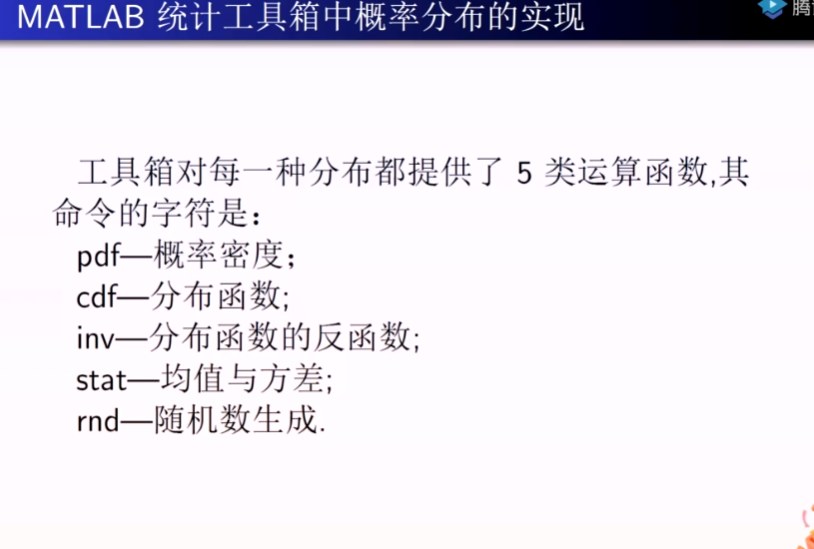 MATLAB 统计工具箱中概率分布的实现
腾
工具箱对每一种分布都提供了 5 类运算函数,其
命令的字符是：
pdf—概率密度；
cdf—分布函数;
inv—分布函数的反函数;
stat—均值与方差;
rnd—随机数生成.